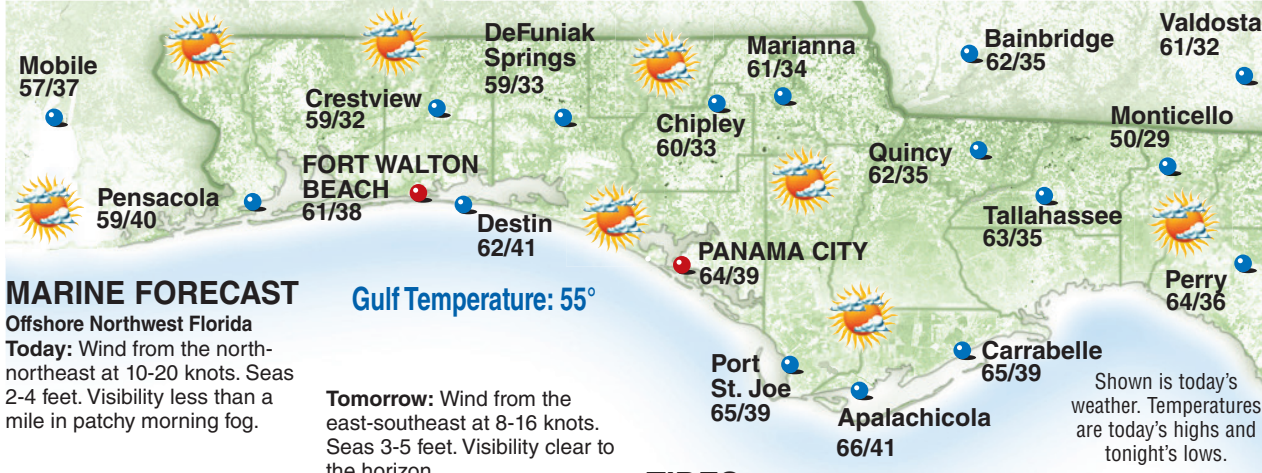 Mobile
57/37
Crestview
59/32
DeFuniak
Springs
59/33
Chipley
60/33
Marianna
61/34
Bainbridge
62/35
Valdosta
61/32
Monticello
50/29
Quincy
62/35
Tallahassee
63/35
Perry
64/36
Pensacola
59/40
FORT WALTON
BEACH
61/38
Destin
62/41
PANAMA CITY
64/39
Port
St. Joe
65/39
Apalachicola
66/41
Carrabelle
65/39
Gulf Temperature: 55°
MARINE FORECAST
Offshore Northwest Florida
Today: Wind from the north-
northeast at 10-20 knots. Seas
2-4 feet. Visibility less than a
mile in patchy morning fog.
Tomorrow: Wind from the
east-southeast at 8-16 knots.
Seas 3-5 feet. Visibility clear to
the horizon
Shown is today's
weather. Temperatures
are today's highs and
tonight's lows.
TIDES